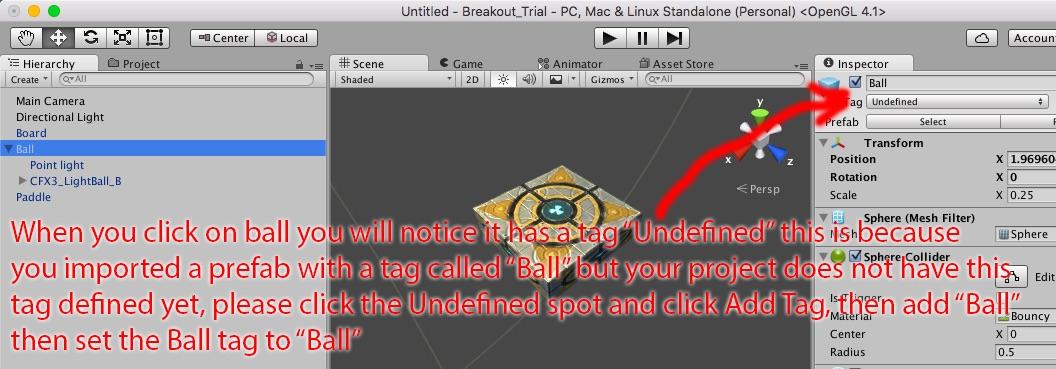 Untitled - Breakout_Trial - PC, Mac & Linux Standalone (Personal) <OpenGL 4.1>
Center Local Account
Hierarchy Project Scene Game Animator Asset Store Inspector
Create All Shaded 2D Gizmos All Ball
Main Camera Tag Undefined
Directional Light Prefab Select
Board y Transform
Ball x z Position X 1.96960
Point light Rotation X 0
CFX3_LightBall_B Persp Scale X 0.25
Paddle Sphere (Mesh Filter)
When you click on ball you will notice it has a tag "Undefined" this is because
Mesh Sphere
you imported a prefab with a tag called "Ball" but your project does not have this
Sphere Collider
Edit
tag defined yet, please click the Undefined spot and click Add Tag, then add "Ball"
Is Trigger
Material Bouncy
then set the Ball tag to "Ball"
Center X 0
Radius 0.5